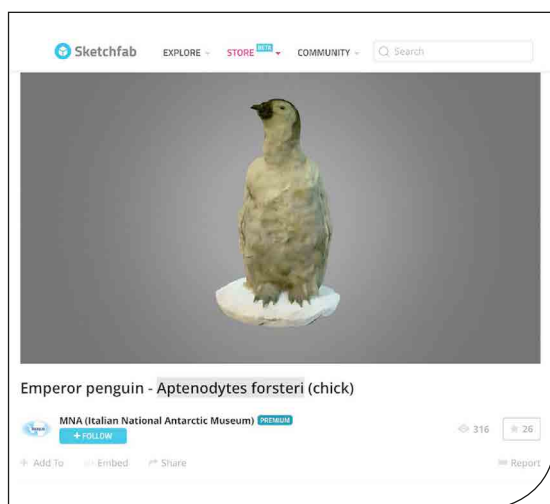 Sketchfab EXPLORE STORE BETA COMMUNITY Search
Emperor penguin - Aptenodytes forsteri (chick)
MNA (Italian National Antarctic Museum) PREMIUM
+ FOLLOW
316 26
+ Add To Embed Share Report